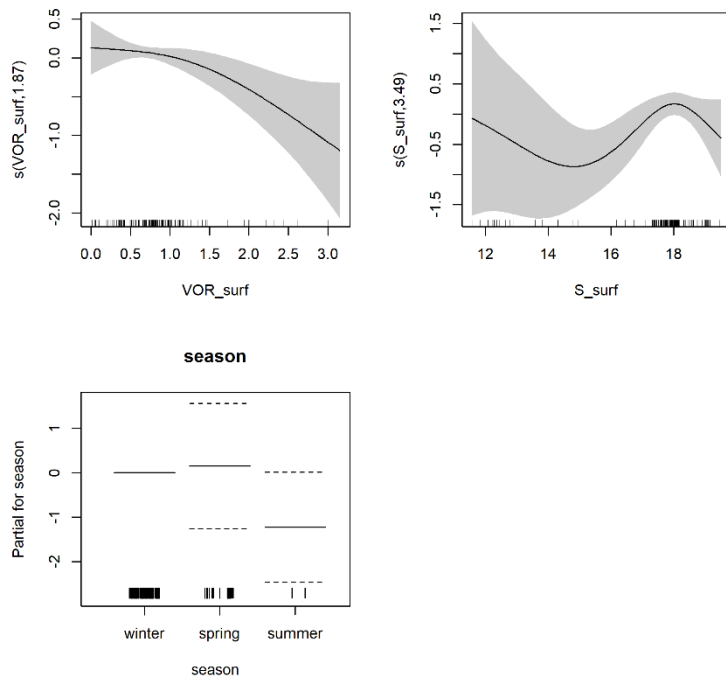 s(VOR_surf,1.87)
0.5
0.0
-1.0
-2.0
0.0 0.5 1.0 1.5 2.0 2.5 3.0
VOR_surf
s(S_surf,3.49)
1.5
0.5
-0.5
-1.5
12 14 16 18
S_surf
season
Partial for season
1
0
-1
-2
winter spring summer
season